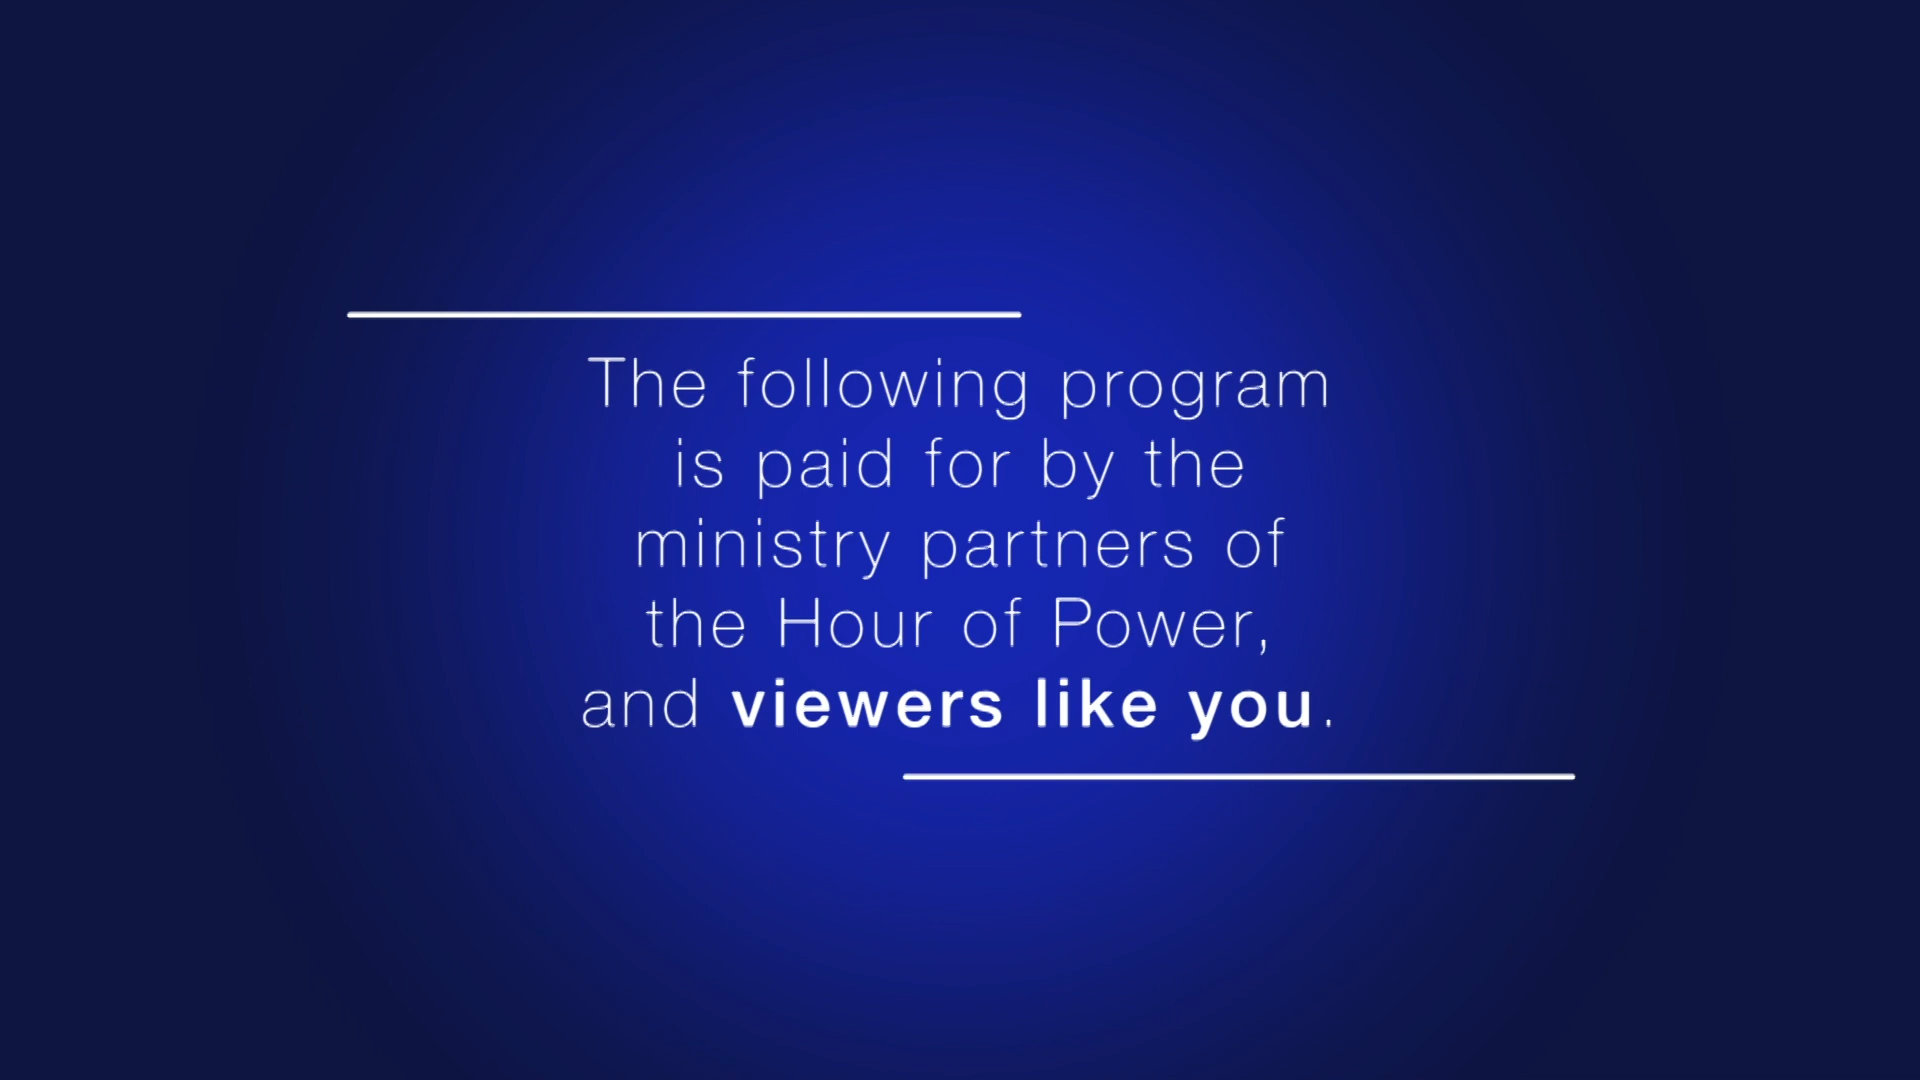 The following program
is paid for by the
ministry partners of
the Hour of Power,
and viewers like you.